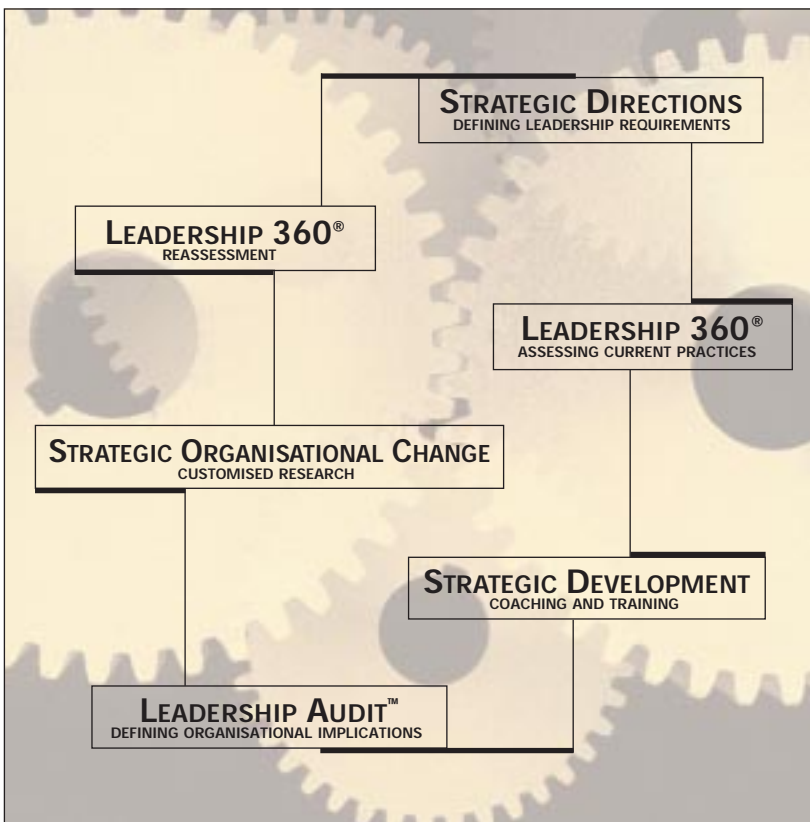 STRATEGIC DIRECTIONS
DEFINING LEADERSHIP REQUIREMENTS
LEADERSHIP 360®
REASSESSMENT
LEADERSHIP 360®
ASSESSING CURRENT PRACTICES
STRATEGIC ORGANISATIONAL CHANGE
CUSTOMISED RESEARCH
STRATEGIC DEVELOPMENT
COACHING AND TRAINING
LEADERSHIP AUDIT™
DEFINING ORGANISATIONAL IMPLICATIONS